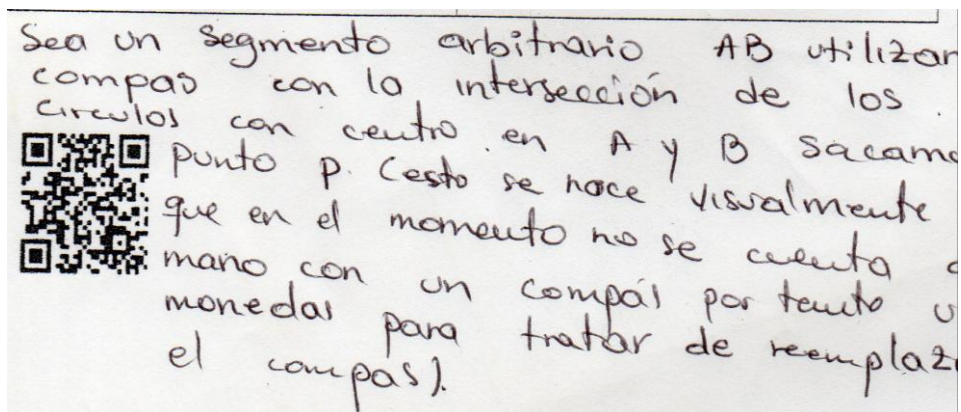 Sea un segmento arbitrario AB utilizan
compas con la intersección de los
circulos con centro en A y B sacamo
punto P. (esto se hace visualmente
que en el momento no se cuenta a
mano con un compás por tanto u
monedas para tratar de reemplaza
el compas).